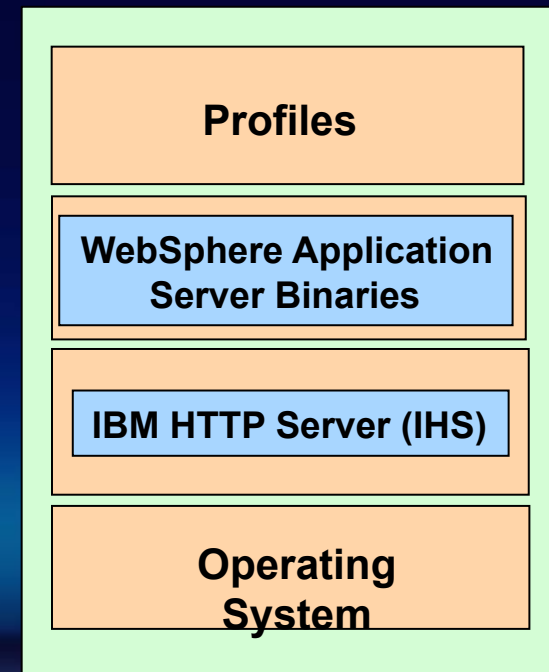 Profiles
WebSphere Application
Server Binaries
IBM HTTP Server (IHS)
Operating
System